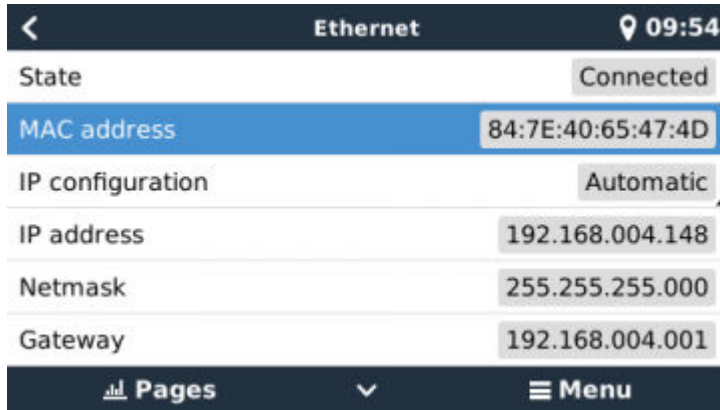 Ethernet 09:54
State Connected
MAC address 84:7E:40:65:47:4D
IP configuration Automatic
IP address 192.168.004.148
Netmask 255.255.255.000
Gateway 192.168.004.001
Pages Menu